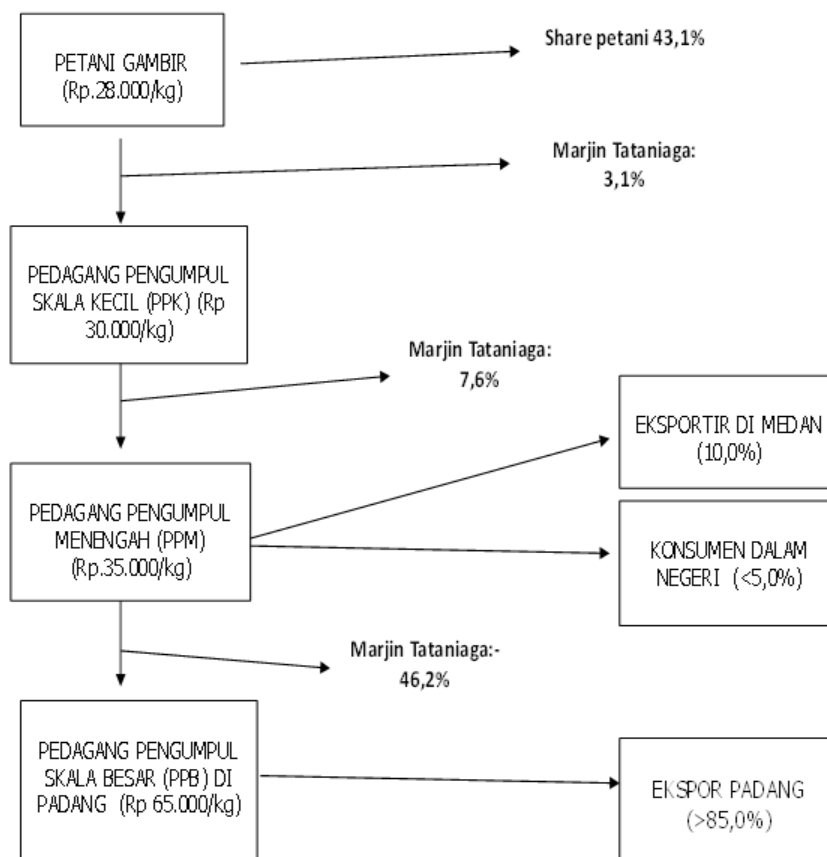 PETANI GAMBIR
(Rp.28.000/kg)
Share petani 43,1%
Marjin Tataniaga:
3,1%
PEDAGANG PENGUMPUL
SKALA KECIL (PPK) (Rp
30.000/kg)
Marjin Tataniaga:
7,6%
EKSPORTIR DI MEDAN
(10,0%)
PEDAGANG PENGUMPUL
MENENGAH (PPM)
(Rp.35.000/kg)
KONSUMEN DALAM
NEGERI (<5,0%)
Marjin Tataniaga:-
46,2%
PEDAGANG PENGUMPUL
SKALA BESAR (PPB) DI
PADANG (Rp 65.000/kg)
EKSPOR PADANG
(>85,0%)